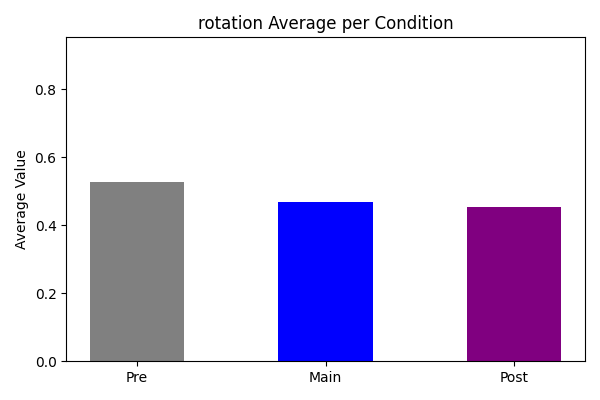 rotation Average per Condition
Average Value
0.8
0.6
0.4
0.2
0.0
Pre
Main
Post